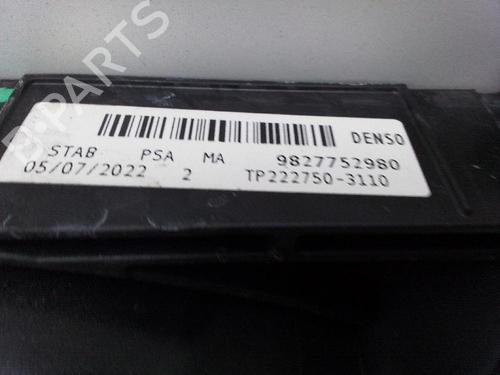 DENSO
STAB PSA MA 9827752980
05/07/2022 2 TP222750-3110
B-PARTS